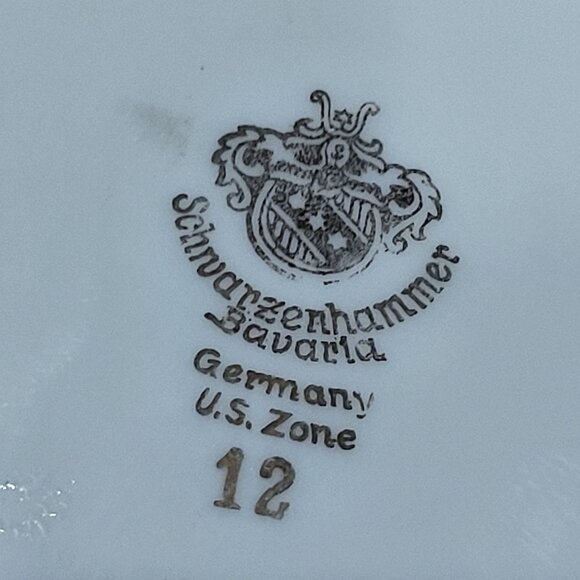 Schwarzenhammer
Bavaria
Germany
U.S. Zone
12